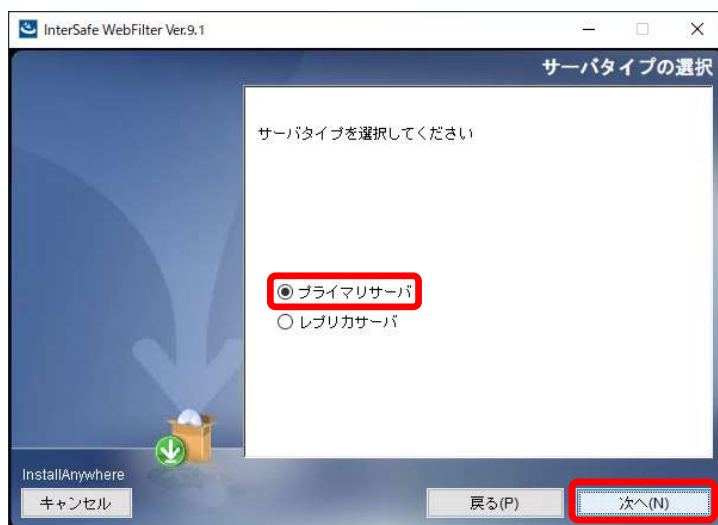 InterSafe WebFilter Ver.9.1
サーバタイプの選択
サーバタイプを選択してください
プライマリサーバ
レプリカサーバ
InstallAnywhere
キャンセル
戻る(P)
次へ(N)